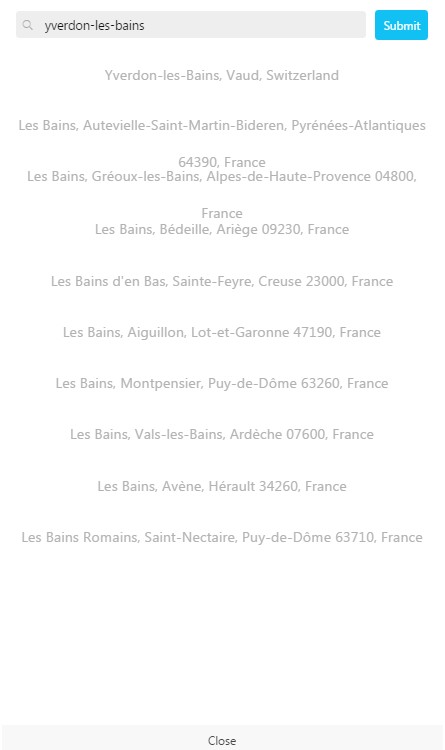 yverdon-les-bains
Submit
Yverdon-les-Bains, Vaud, Switzerland
Les Bains, Autevielle-Saint-Martin-Bideren, Pyrénées-Atlantiques
64390, France
Les Bains, Gréoux-les-Bains, Alpes-de-Haute-Provence 04800,
France
Les Bains, Bédeille, Ariège 09230, France
Les Bains d'en Bas, Sainte-Feyre, Creuse 23000, France
Les Bains, Aiguillon, Lot-et-Garonne 47190, France
Les Bains, Montpensier, Puy-de-Dôme 63260, France
Les Bains, Vals-les-Bains, Ardèche 07600, France
Les Bains, Avène, Hérault 34260, France
Les Bains Romains, Saint-Nectaire, Puy-de-Dôme 63710, France
Close